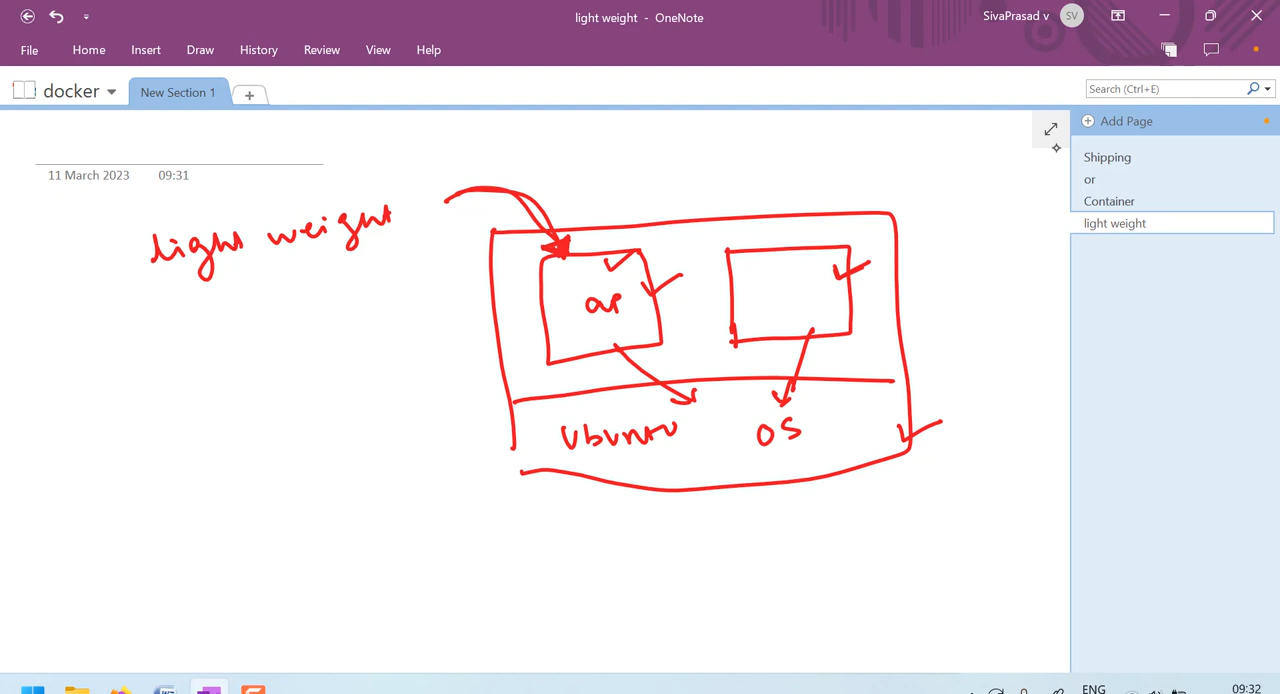 light weight - OneNote
SivaPrasad v
SV
File Home Insert Draw History Review View Help
docker
New Section 1
Search (Ctrl+E)
Add Page
Shipping
or
Container
light weight
11 March 2023 09:31
light weight
Ubuntu OS
ENG
09:32